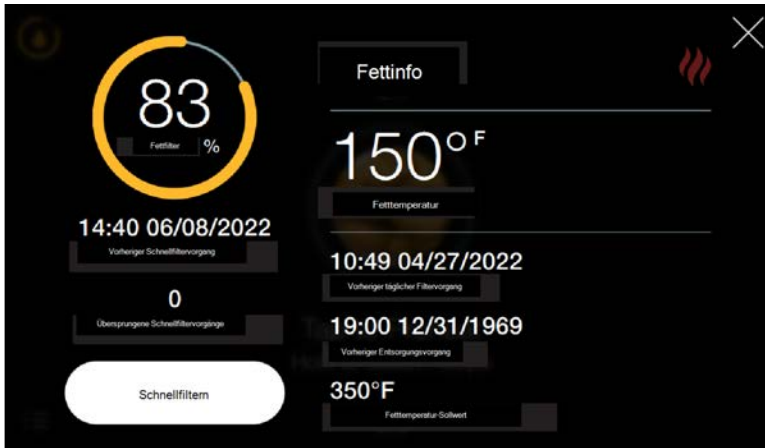 83
Fettfilter %
14:40 06/08/2022
Vorheriger Schnellfiltervorgang
0
Übersprungene Schnellfiltervorgänge
Schnellfiltern
Fettinfo
150°F
Fetttemperatur
10:49 04/27/2022
Vorheriger täglicher Filtervorgang
19:00 12/31/1969
Vorheriger Entsorgungsvorgang
350°F
Fetttemperatur-Sollwert